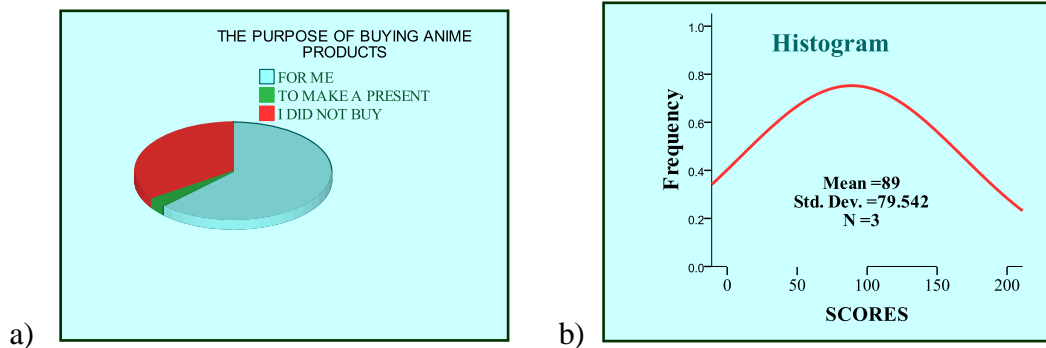 THE PURPOSE OF BUYING ANIME
PRODUCTS
FOR ME
TO MAKE A PRESENT
I DID NOT BUY
a)
Histogram
Frequency
1.0
0.8
0.6
0.4
0.2
0.0
Mean =89
Std. Dev. =79.542
N =3
0 50 100 150 200
SCORES
b)